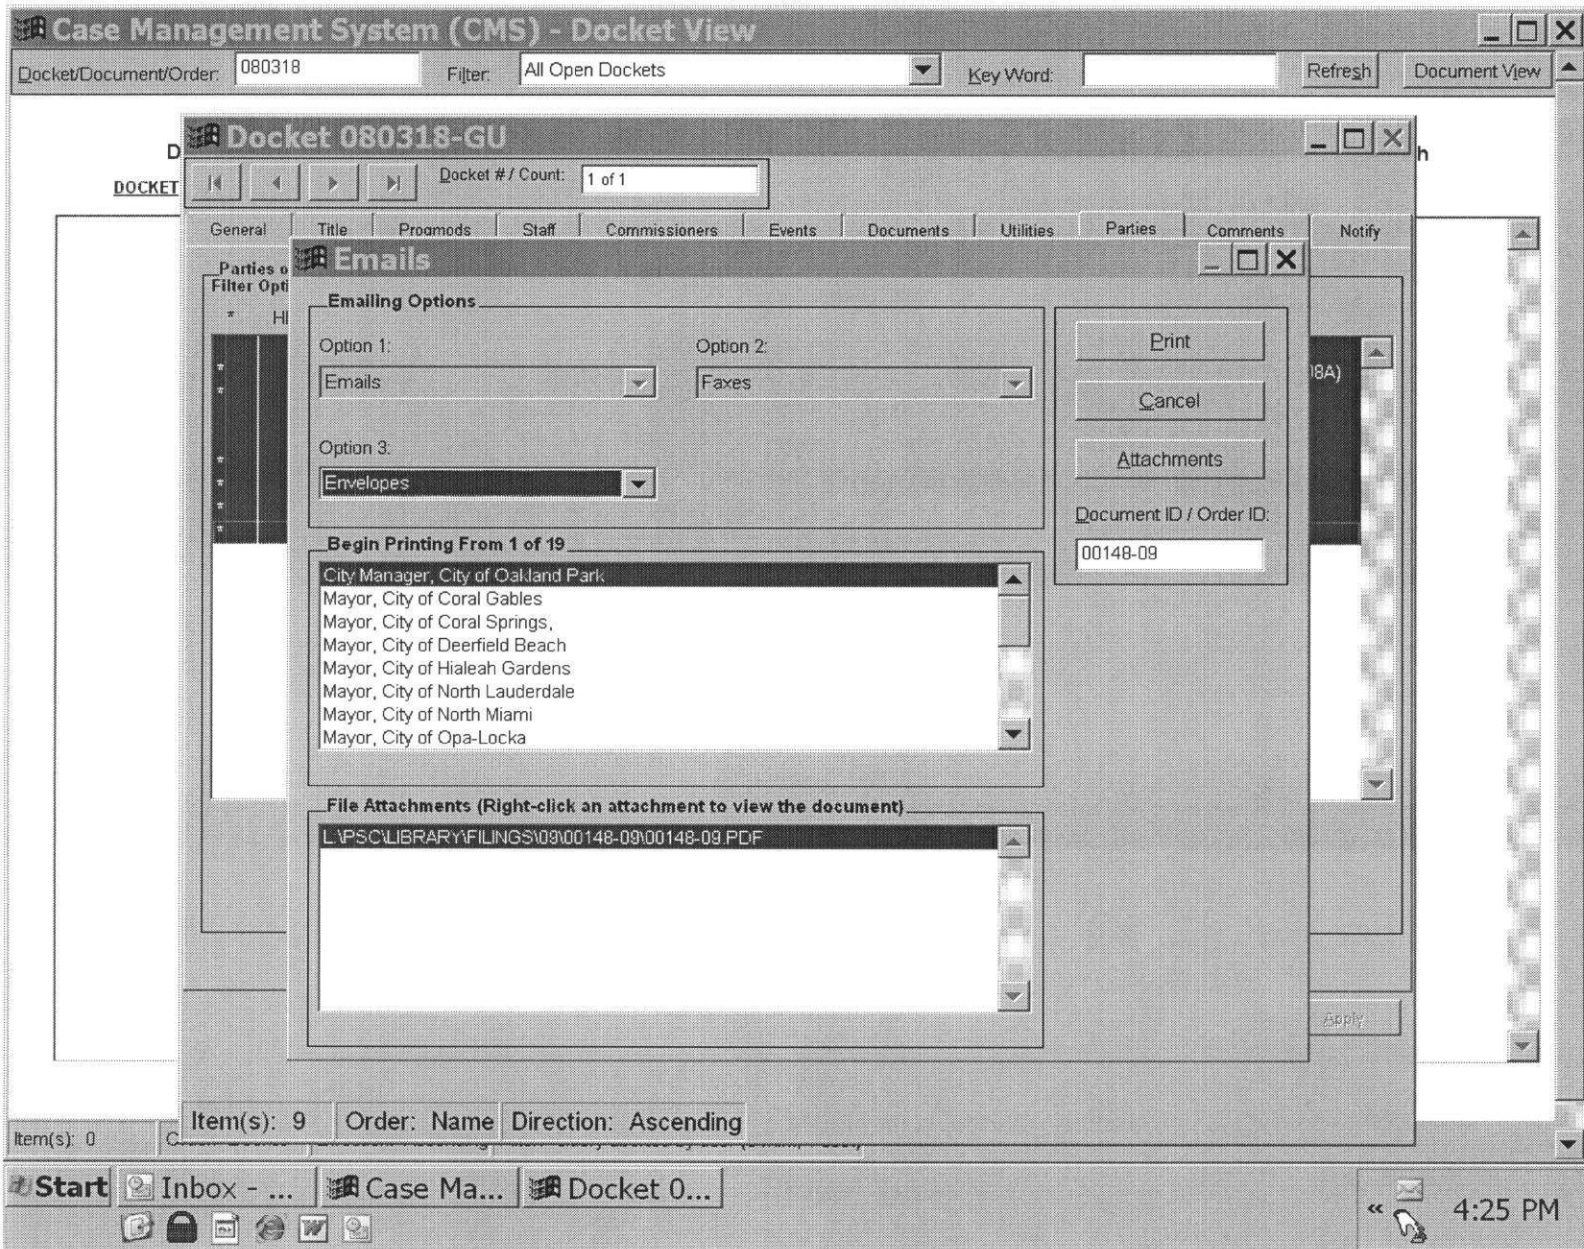 Case Management System (CMS) - Docket View
Docket/Document/Order: 080318 Filter: All Open Dockets Key Word: Refresh Document View
Docket 080318-GU
D h
DOCKET Docket # / Count: 1 of 1
General Title Progmods Staff Commissioners Events Documents Utilities Parties Comments Notify
Emails
Parties o
Filter Opti
* HI
Emailing Options
Option 1: Option 2:
Emails Faxes
Option 3:
Envelopes
Print
Cancel
Attachments
Document ID / Order ID:
00148-09
8A)
Begin Printing From 1 of 19
City Manager, City of Oakland Park
Mayor, City of Coral Gables
Mayor, City of Coral Springs,
Mayor, City of Deerfield Beach
Mayor, City of Hialeah Gardens
Mayor, City of North Lauderdale
Mayor, City of North Miami
Mayor, City of Opa-Locka
File Attachments (Right-click an attachment to view the document)
L:\PSC\LIBRARY\FILINGS\09\00148-09\00148-09.PDF
Apply
Item(s): 9 Order: Name Direction: Ascending
Item(s): 0
Start Inbox - ... Case Ma... Docket 0... « 4:25 PM